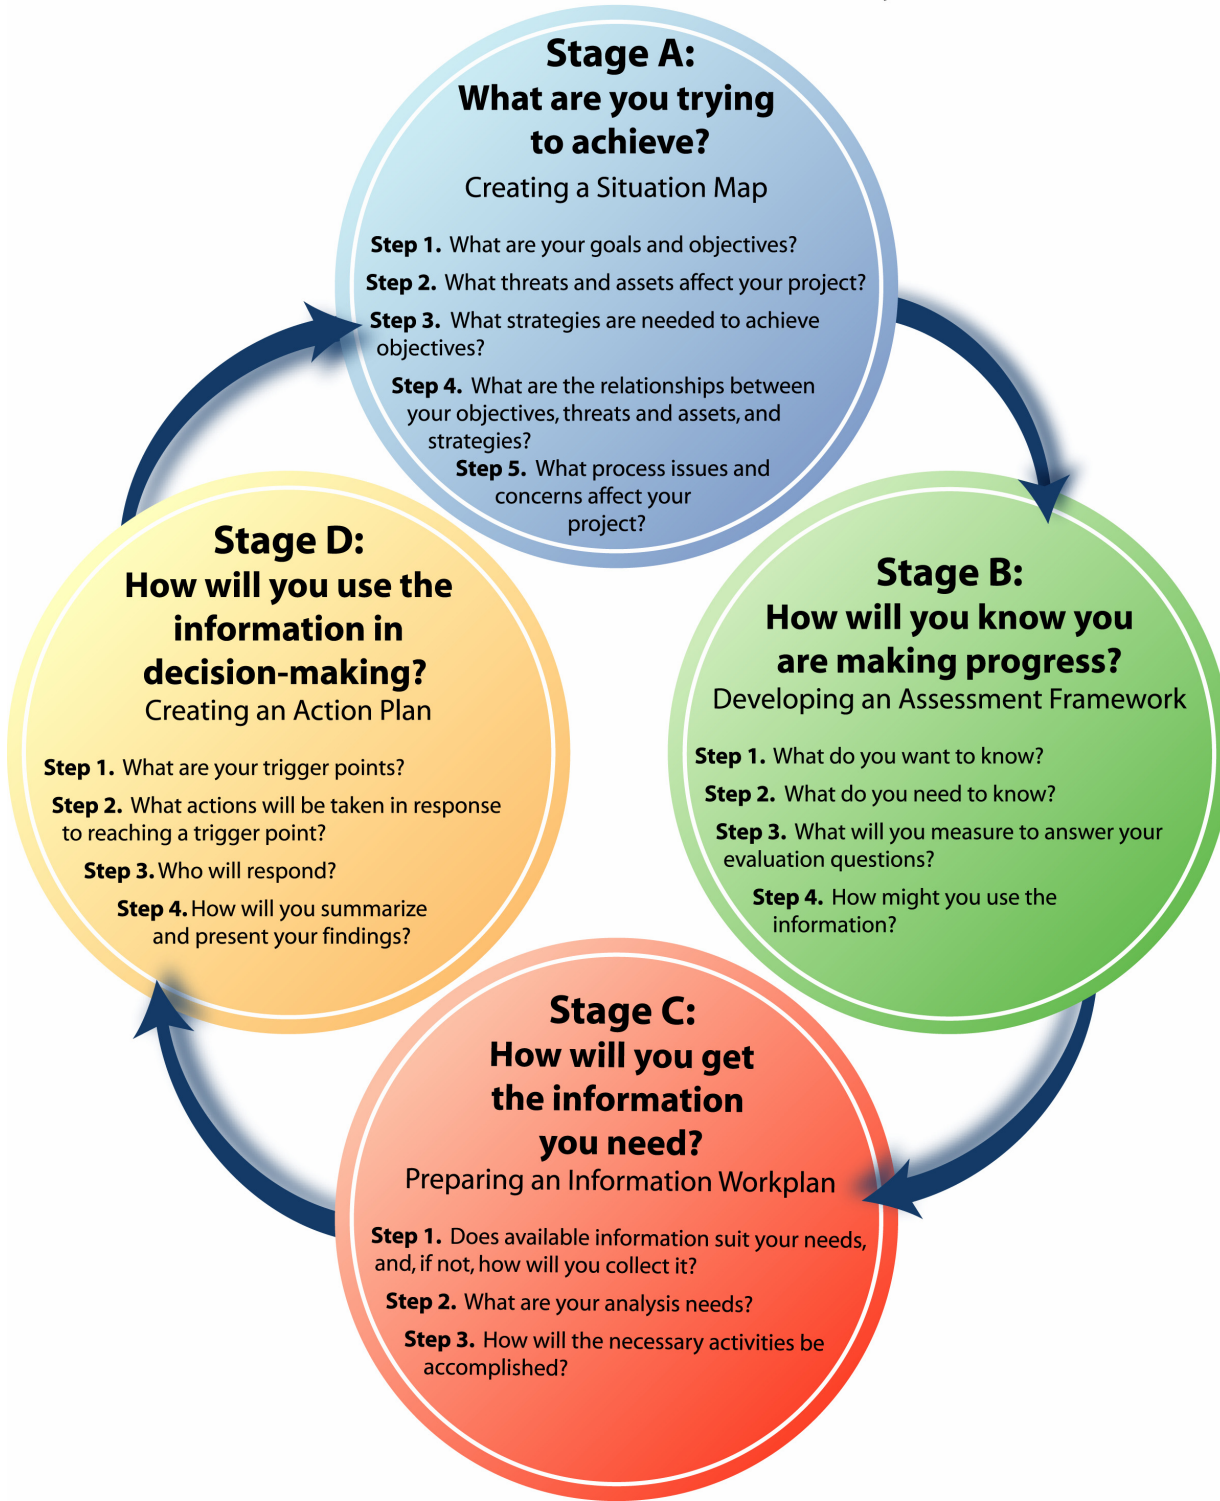 Stage A:
What are you trying
to achieve?
Creating a Situation Map
Step 1. What are your goals and objectives?
Step 2. What threats and assets affect your project?
Step 3. What strategies are needed to achieve
objectives?
Step 4. What are the relationships between
your objectives, threats and assets, and
strategies?
Step 5. What process issues and
concerns affect your
project?
Stage B:
How will you know you
are making progress?
Developing an Assessment Framework
Step 1. What do you want to know?
Step 2. What do you need to know?
Step 3. What will you measure to answer your
evaluation questions?
Step 4. How might you use the
information?
Stage C:
How will you get
the information
you need?
Preparing an Information Workplan
Step 1. Does available information suit your needs,
and, if not, how will you collect it?
Step 2. What are your analysis needs?
Step 3. How will the necessary activities be
accomplished?
Stage D:
How will you use the
information in
decision-making?
Creating an Action Plan
Step 1. What are your trigger points?
Step 2. What actions will be taken in response
to reaching a trigger point?
Step 3. Who will respond?
Step 4. How will you summarize
and present your findings?